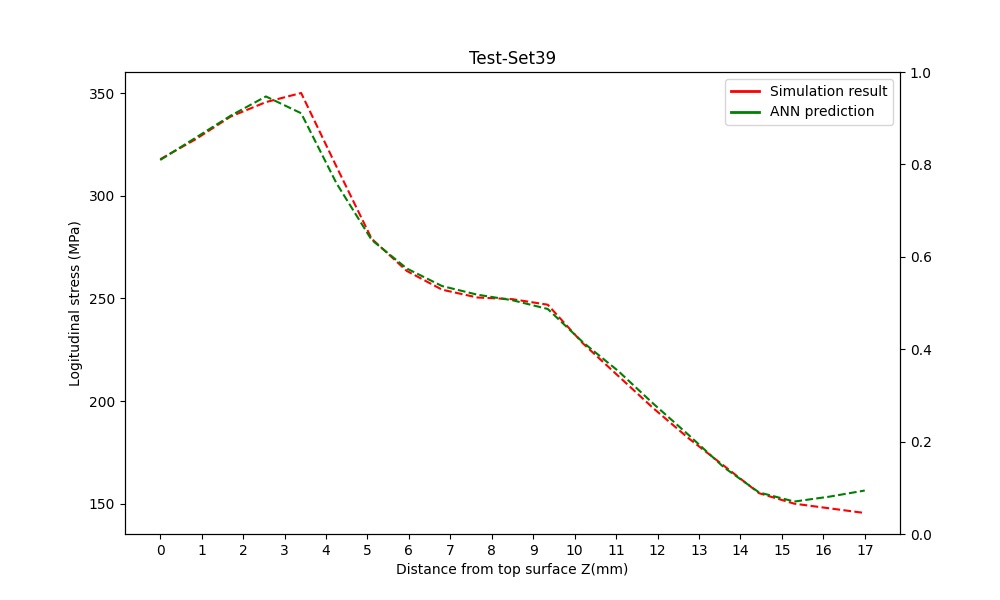 Test-Set39
Simulation result
ANN prediction
Logitudinal stress (MPa)
350
300
250
200
150
1.0
0.8
0.6
0.4
0.2
0.0
0 1 2 3 4 5 6 7 8 9 10 11 12 13 14 15 16 17
Distance from top surface Z(mm)